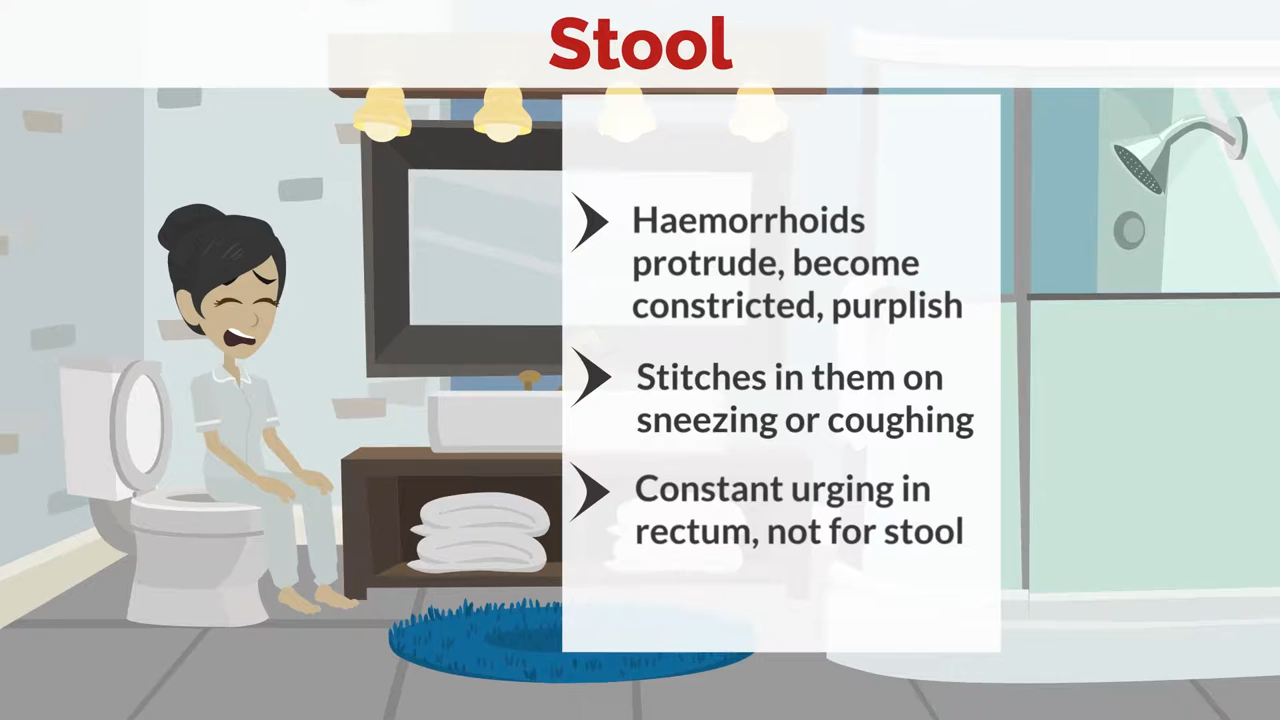 Stool
Haemorrhoids
protrude, become
constricted, purplish
Stitches in them on
sneezing or coughing
Constant urging in
rectum, not for stool